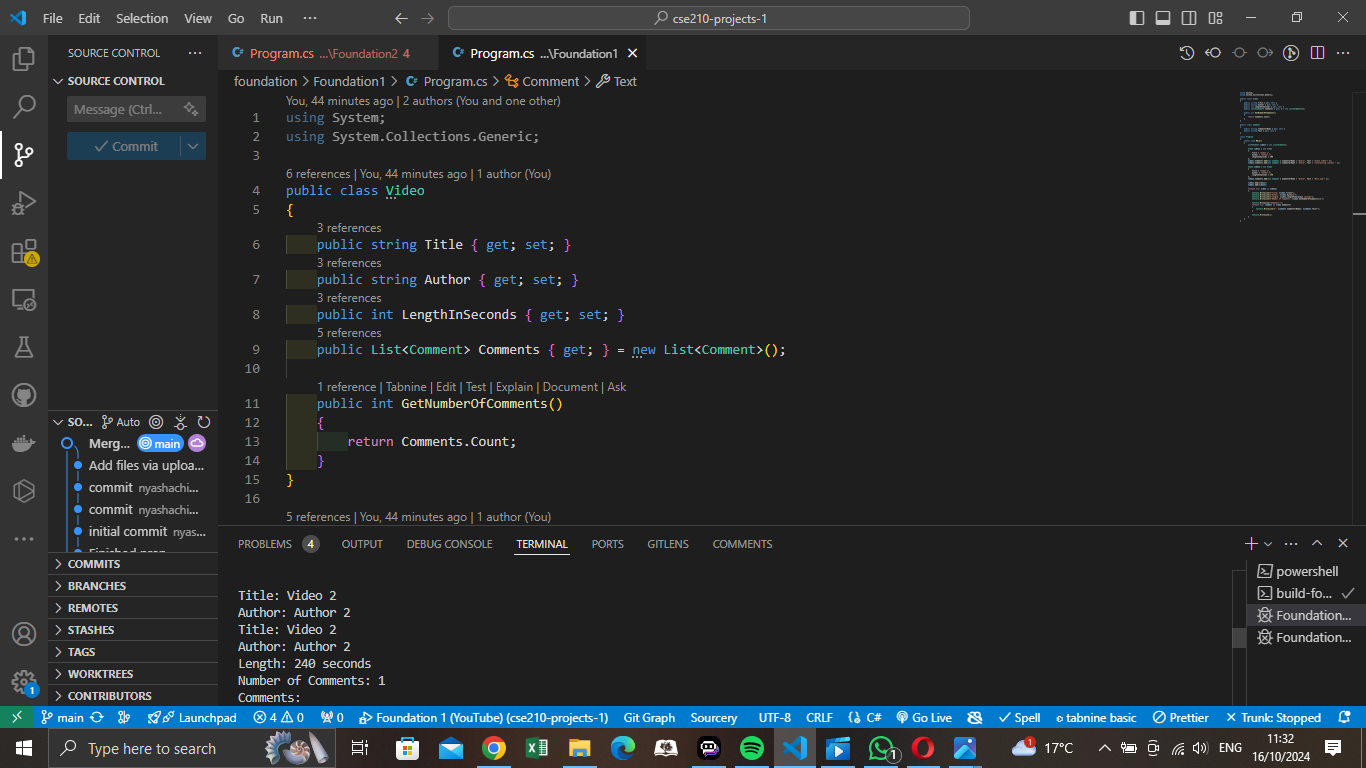 File Edit Selection View Go Run ··· cse210-projects-1
SOURCE CONTROL ···
SOURCE CONTROL
Message (Ctrl...
Commit
SO... Auto
Merg... main
Add files via uploa...
commit nyashachi...
commit nyashachi...
initial commit nyas...
Finished prep
COMMITS
BRANCHES
REMOTES
STASHES
TAGS
WORKTREES
CONTRIBUTORS
1
Program.cs ...\Foundation2 4 Program.cs ...\Foundation1
foundation > Foundation1 > Program.cs > Comment > Text
You, 44 minutes ago | 2 authors (You and one other)
1 using System;
2 using System.Collections.Generic;
3
6 references | You, 44 minutes ago | 1 author (You)
4 public class Video
5 {
3 references
6 public string Title { get; set; }
3 references
7 public string Author { get; set; }
3 references
8 public int LengthInSeconds { get; set; }
5 references
9 public List<Comment> Comments { get; } = new List<Comment>();
10
1 reference | Tabnine | Edit | Test | Explain | Document | Ask
11 public int GetNumberOfComments()
12 {
13 return Comments.Count;
14 }
15 }
16
5 references | You, 44 minutes ago | 1 author (You)
PROBLEMS 4 OUTPUT DEBUG CONSOLE TERMINAL PORTS GITLENS COMMENTS
Title: Video 2
Author: Author 2
Title: Video 2
Author: Author 2
Length: 240 seconds
Number of Comments: 1
Comments:
powershell
build-fo...
Foundation...
Foundation...
main Launchpad 4 0 0 Foundation 1 (YouTube) (cse210-projects-1) Git Graph Sourcery UTF-8 CRLF C# Go Live Spell tabnine basic Prettier Trunk: Stopped
Type here to search 1 1 17°C ENG 11:32
16/10/2024